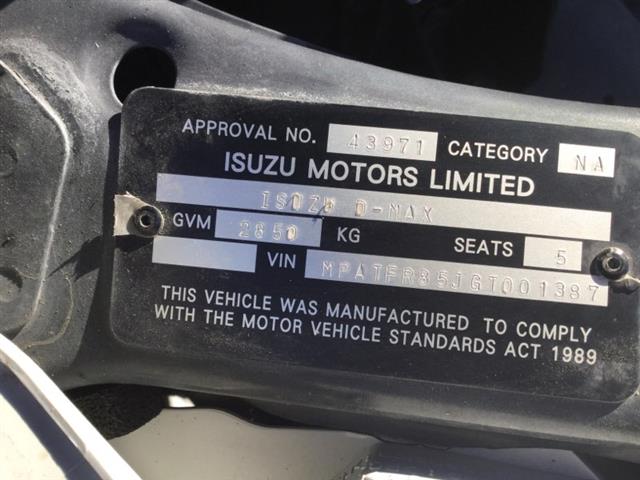 APPROVAL NO. 43971 CATEGORY NA
ISUZU MOTORS LIMITED
ISUZU D-MAX
GVM 2850 KG SEATS 5
VIN MPATFR85JGT001387
THIS VEHICLE WAS MANUFACTURED TO COMPLY
WITH THE MOTOR VEHICLE STANDARDS ACT 1989